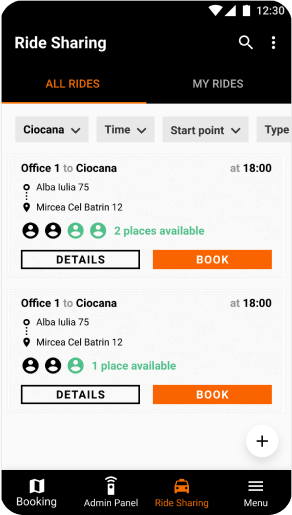 12:30
Ride Sharing
ALL RIDES MY RIDES
Ciocana Time Start point Type
Office 1 to Ciocana at 18:00
Alba Iulia 75
Mircea Cel Batrin 12
2 places available
DETAILS BOOK
Office 1 to Ciocana at 18:00
Alba Iulia 75
Mircea Cel Batrin 12
1 place available
DETAILS BOOK
+
Booking Admin Panel Ride Sharing Menu